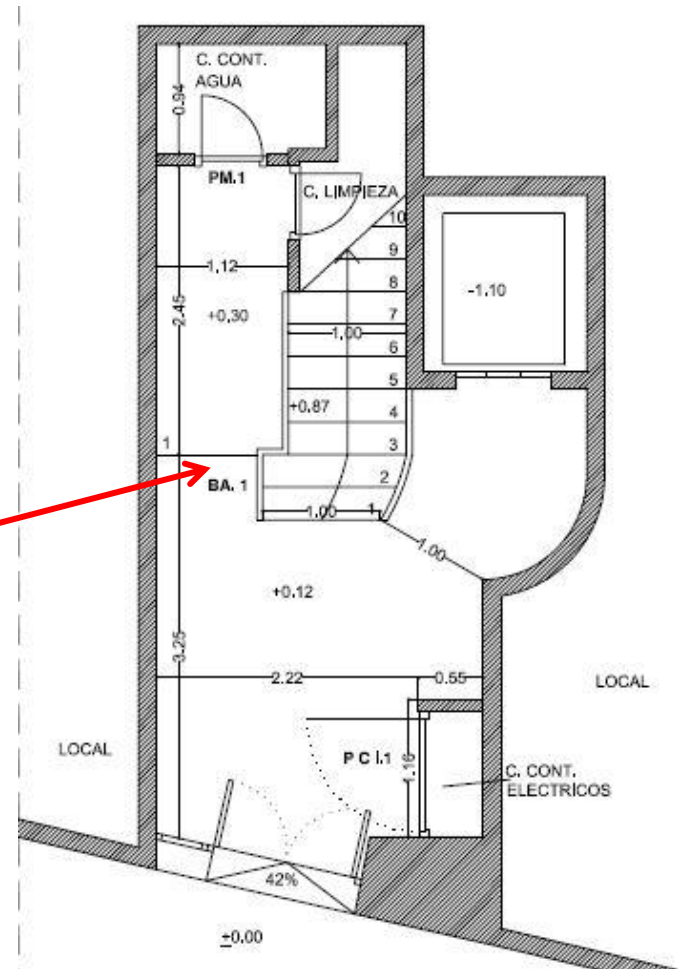 C. CONT.
AGUA
0.94
PM.1
C. LIMPIEZA
10
9
1,12
8
-1.10
2.45
+0,30
7
1,00
6
5
+0.87
4
1
3
BA. 1
2
1.00
1
1.00
+0.12
3.25
2.22
0.55
LOCAL
LOCAL
P C I.1
1.16
C. CONT.
ELECTRICOS
42%
±0.00